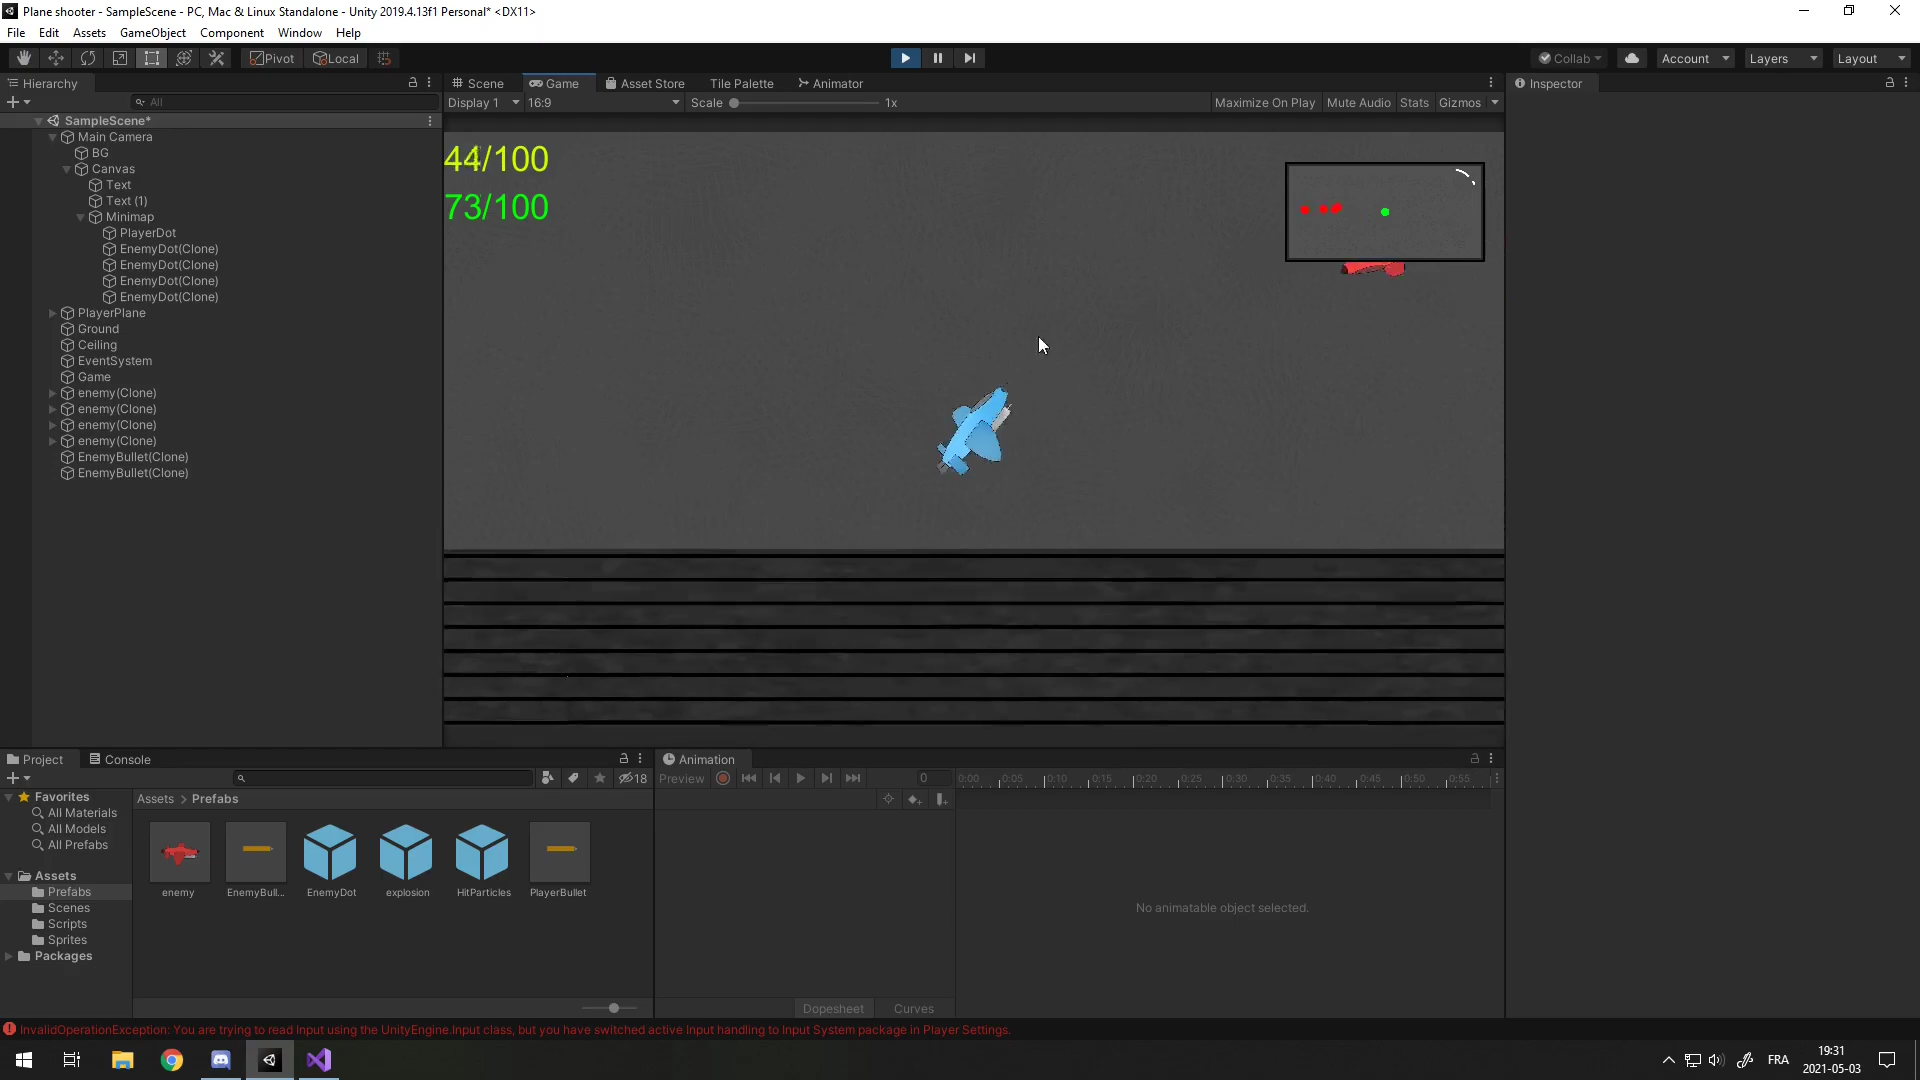 Plane shooter - SampleScene - PC, Mac & Linux Standalone - Unity 2019.4.13f1 Personal* <DX11>
File Edit Assets GameObject Component Window Help
Pivot Local Collab Account Layers Layout
Hierarchy Scene Game Asset Store Tile Palette Animator Inspector
All Display 1 16:9 Scale 1x Maximize On Play Mute Audio Stats Gizmos
SampleScene*
Main Camera
BG
Canvas
Text
Text (1)
Minimap
PlayerDot
EnemyDot(Clone)
EnemyDot(Clone)
EnemyDot(Clone)
EnemyDot(Clone)
PlayerPlane
Ground
Ceiling
EventSystem
Game
enemy(Clone)
enemy(Clone)
enemy(Clone)
enemy(Clone)
EnemyBullet(Clone)
EnemyBullet(Clone)
44/100
73/100
Project Console
18
Favorites
All Materials
All Models
All Prefabs
Assets
Prefabs
Scenes
Scripts
Sprites
Packages
Assets > Prefabs
enemy EnemyBull... EnemyDot explosion HitParticles PlayerBullet
Animation
Preview 0 0:00 0:05 0:10 0:15 0:20 0:25 0:30 0:35 0:40 0:45 0:50 0:55
No animatable object selected.
Dopesheet Curves
InvalidOperationException: You are trying to read Input using the UnityEngine.Input class, but you have switched active Input handling to Input System package in Player Settings.
FRA
19:31
2021-05-03